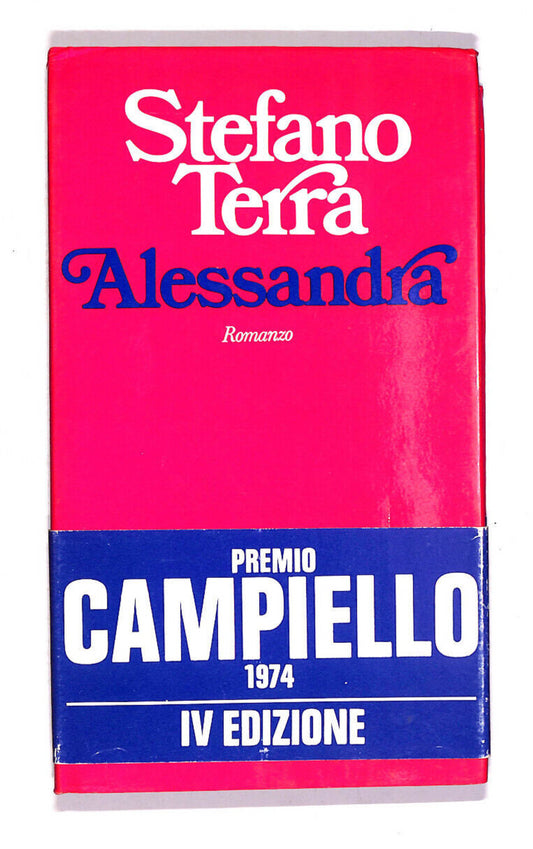 Stefano
Terra
Alessandra
Romanzo
PREMIO
CAMPIELLO
1974
IV EDIZIONE